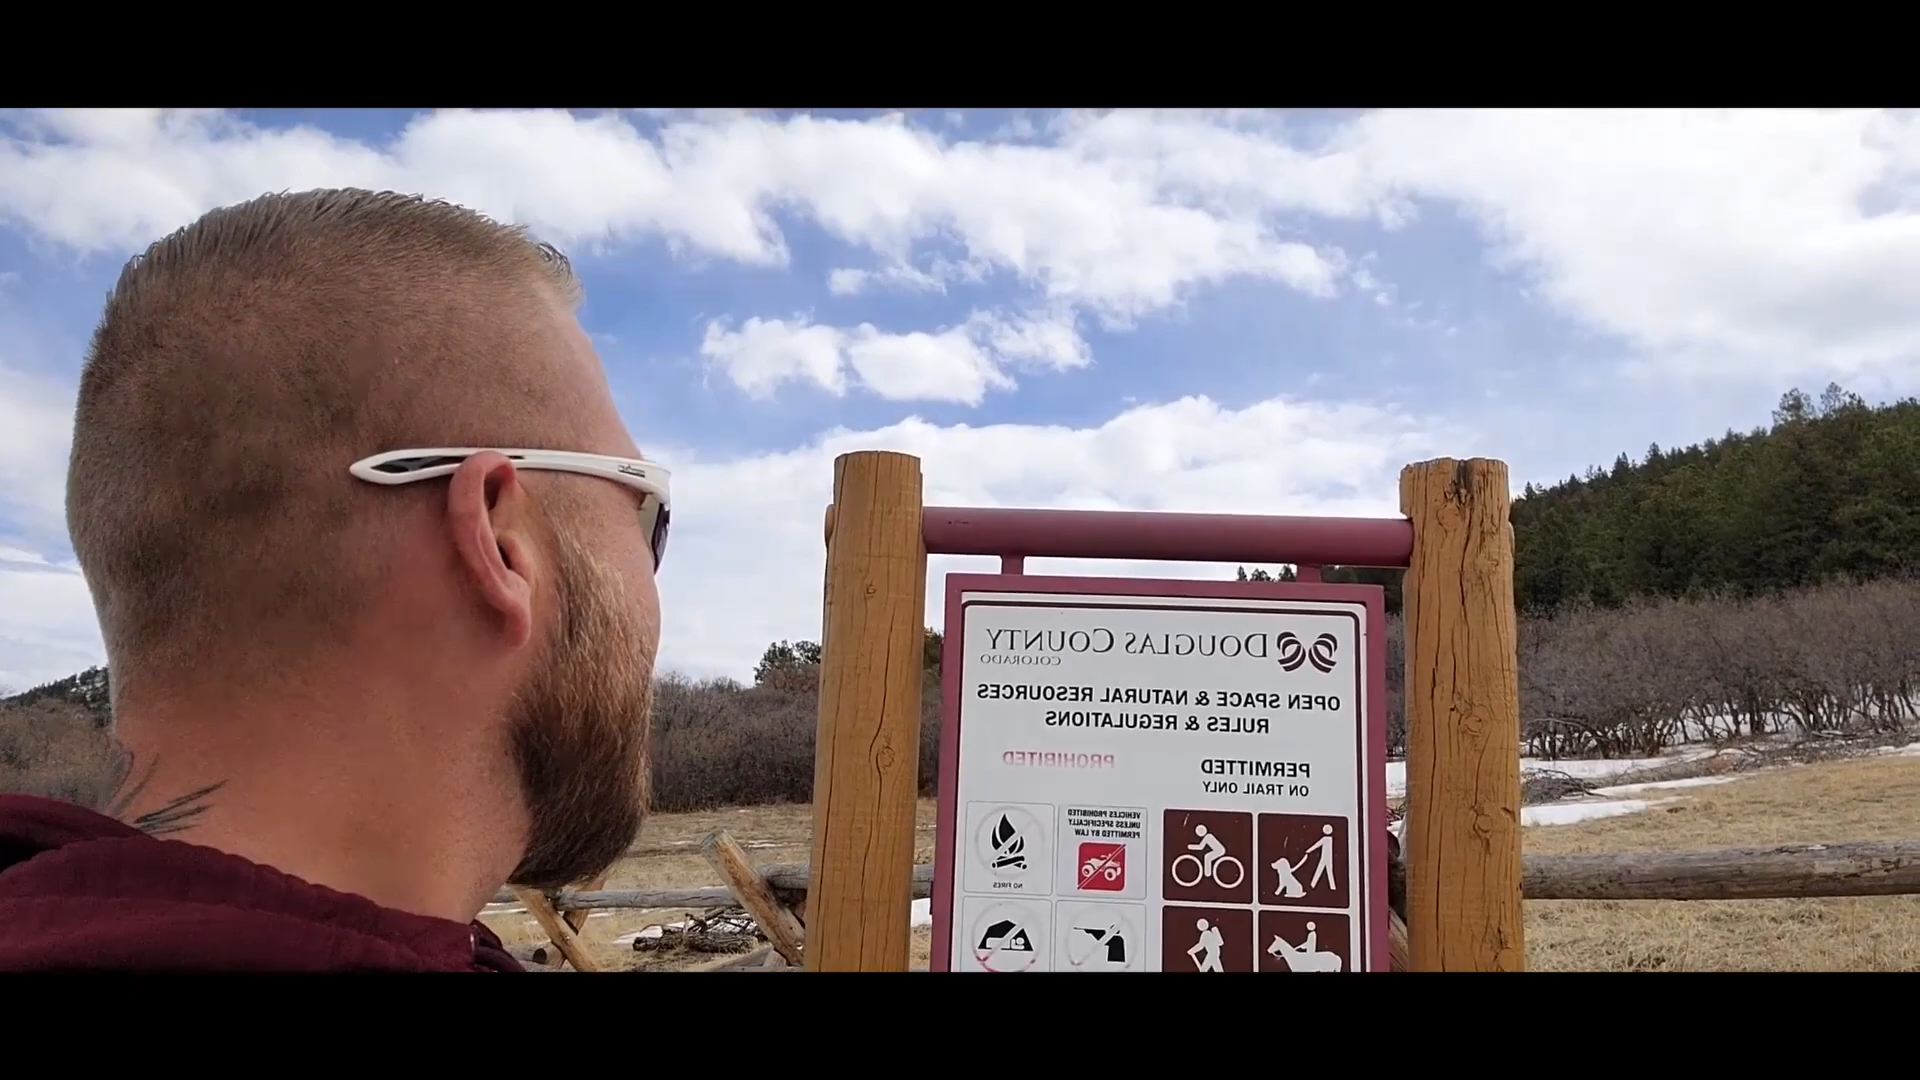 DOUGLAS COUNTY
COLORADO
OPEN SPACE & NATURAL RESOURCES
RULES & REGULATIONS
PERMITTED
ON TRAIL ONLY
PROHIBITED
VEHICLES PROHIBITED
UNLESS SPECIFICALLY
PERMITTED BY LAW
NO FIRES